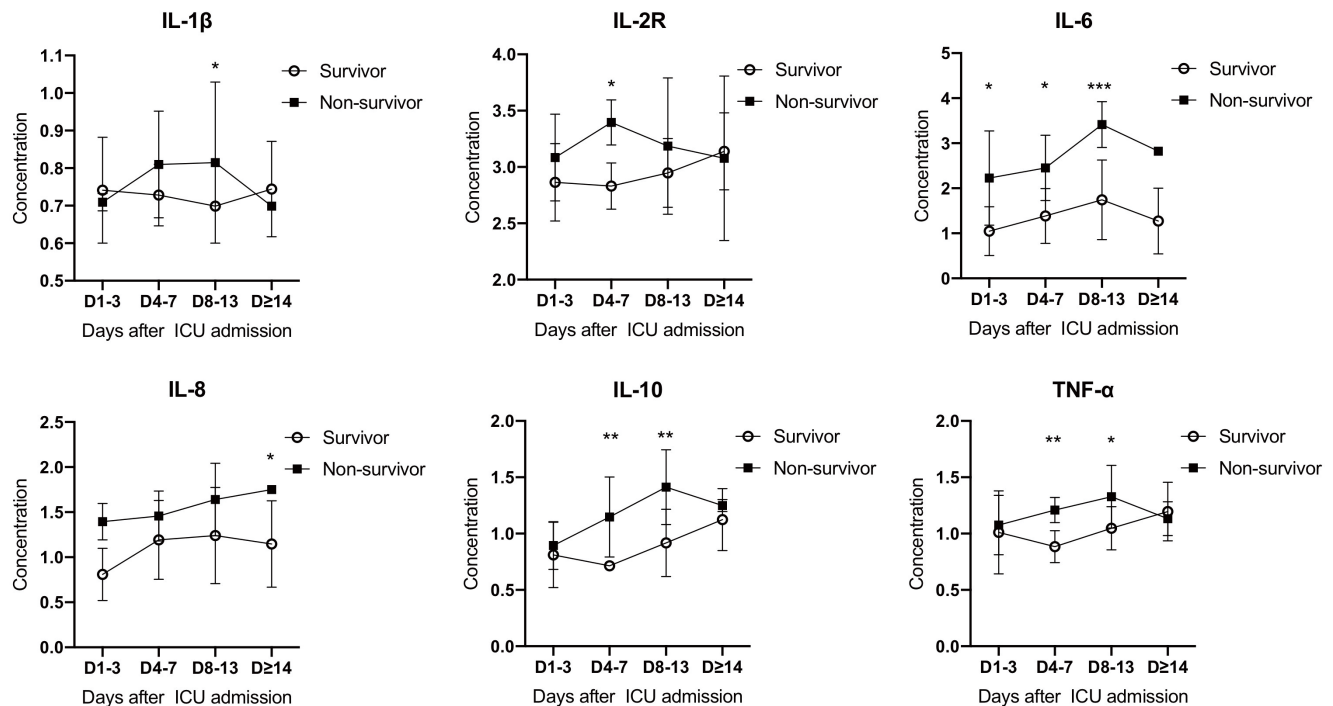 IL-1β
*
Survivor
Non-survivor
Concentration
1.1
1.0
0.9
0.8
0.7
0.6
0.5
D1-3 D4-7 D8-13 D≥14
Days after ICU admission
IL-2R
*
Survivor
Non-survivor
Concentration
4.0
3.5
3.0
2.5
2.0
D1-3 D4-7 D8-13 D≥14
Days after ICU admission
IL-6
* * ***
Survivor
Non-survivor
Concentration
5
4
3
2
1
0
D1-3 D4-7 D8-13 D≥14
Days after ICU admission
IL-8
*
Survivor
Non-survivor
Concentration
2.5
2.0
1.5
1.0
0.5
0.0
D1-3 D4-7 D8-13 D≥14
Days after ICU admission
IL-10
** **
Survivor
Non-survivor
Concentration
2.0
1.5
1.0
0.5
0.0
D1-3 D4-7 D8-13 D≥14
Days after ICU admission
TNF-α
** *
Survivor
Non-survivor
Concentration
2.0
1.5
1.0
0.5
0.0
D1-3 D4-7 D8-13 D≥14
Days after ICU admission